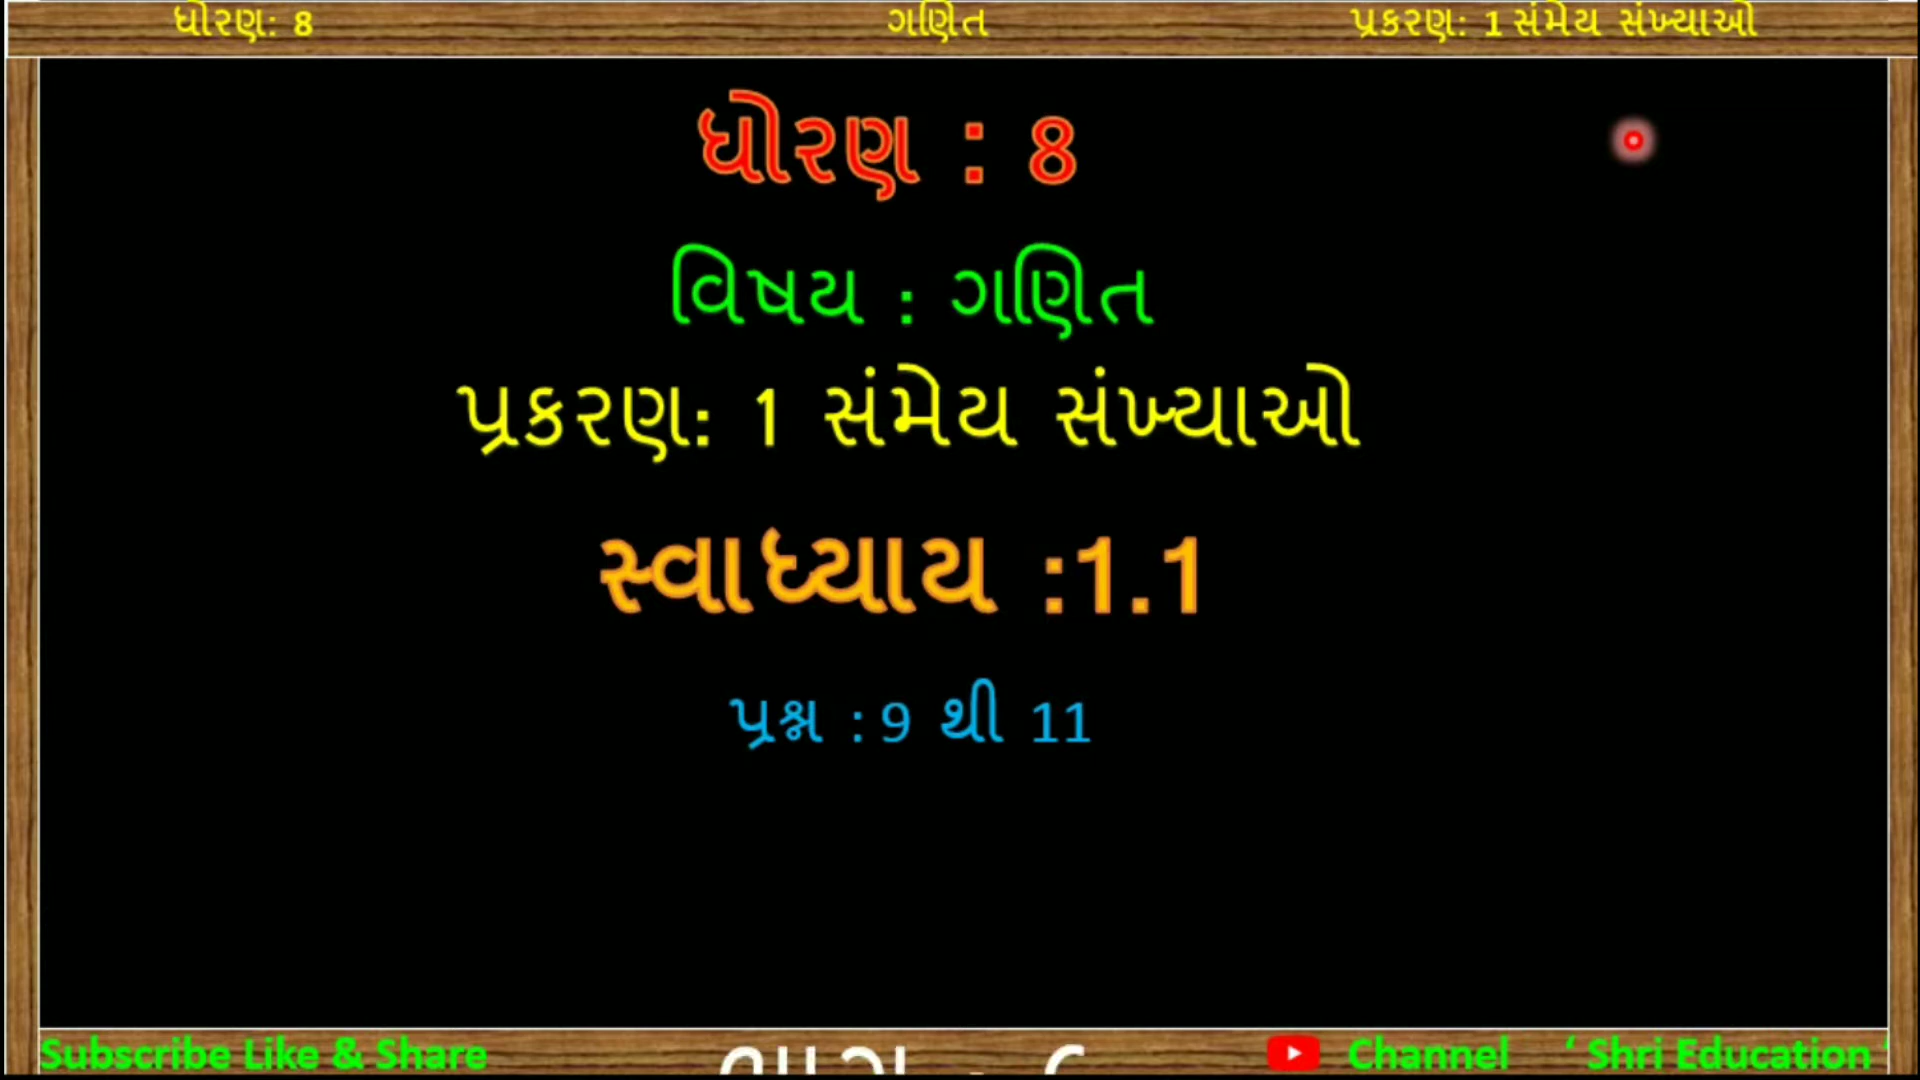 ધોરણ: 8
ગણિત
પ્રકરણ: 1 સંમેય સંખ્યાઓ
ધોરણ : 8
વિષય : ગણિત
પ્રકરણ: 1 સંમેય સંખ્યાઓ
સ્વાધ્યાય :1.1
પ્રશ્ન : 9 થી 11
Subscribe Like & Share
Channel ‘ Shri Education ‘